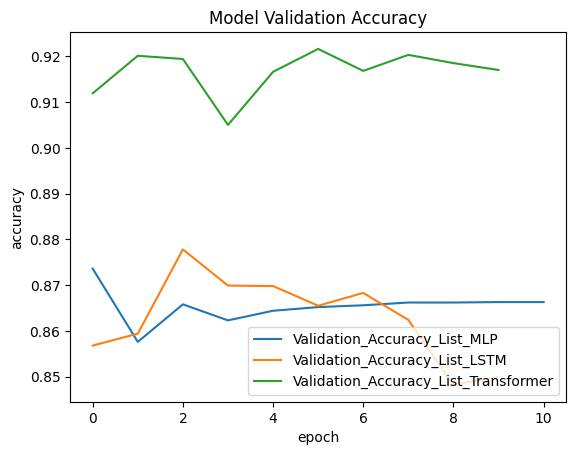 Model Validation Accuracy
accuracy
0.92
0.91
0.90
0.89
0.88
0.87
0.86
0.85
Validation_Accuracy_List_MLP
Validation_Accuracy_List_LSTM
Validation_Accuracy_List_Transformer
0 2 4 6 8 10
epoch